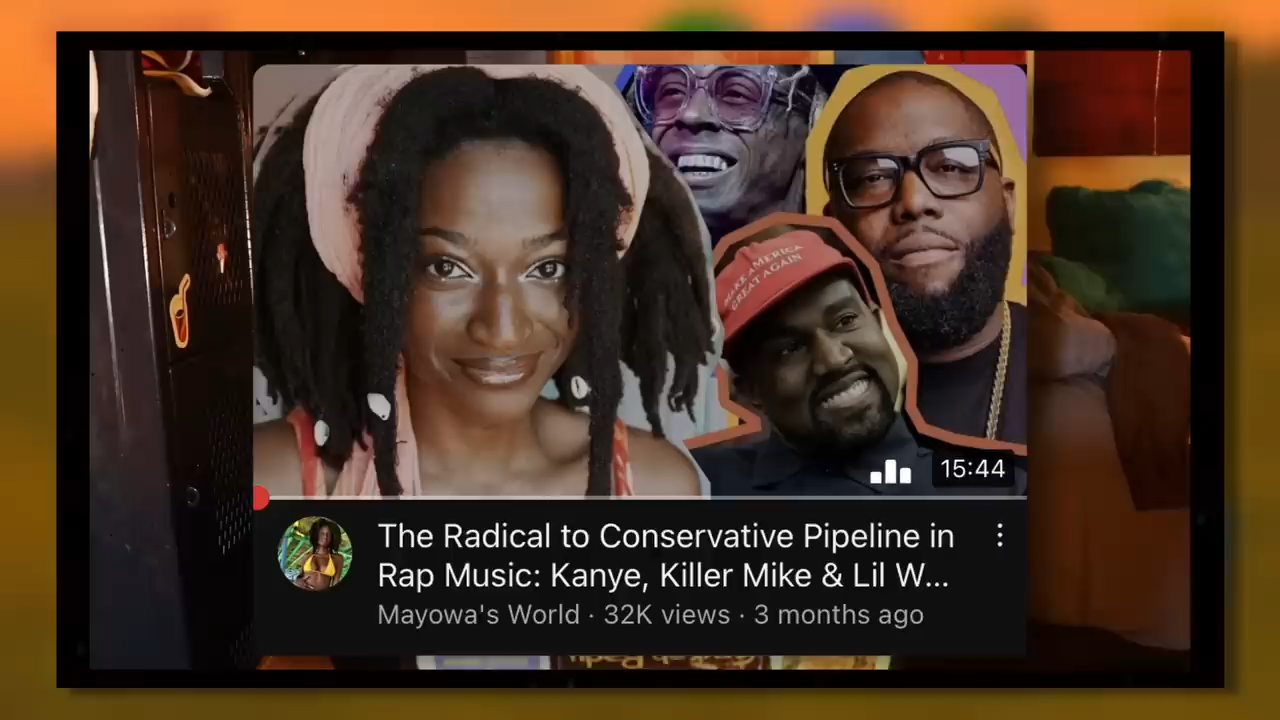 MAKE AMERICA
GREAT AGAIN
15:44
The Radical to Conservative Pipeline in
Rap Music: Kanye, Killer Mike & Lil W...
Mayowa's World · 32K views · 3 months ago